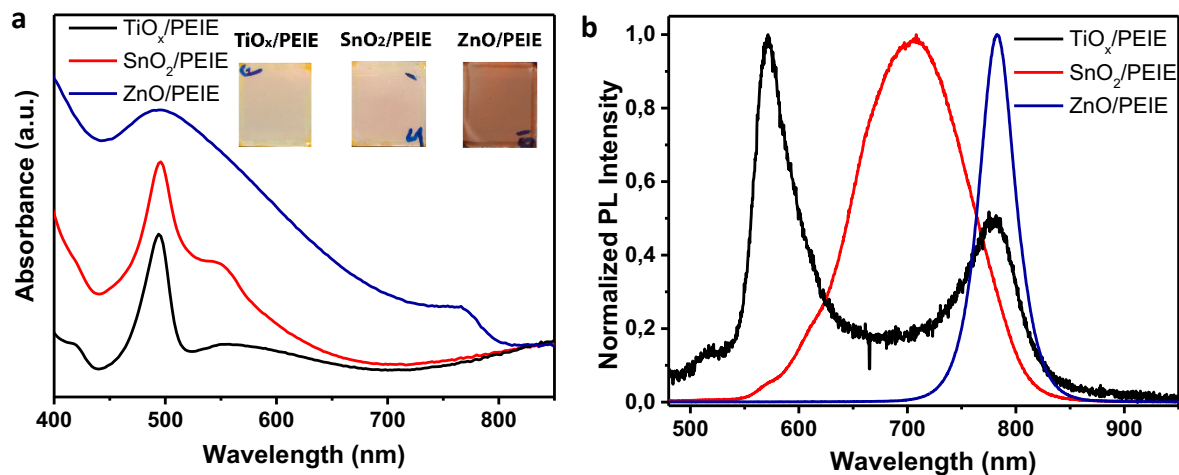 a
TiOx/PEIE
SnO2/PEIE
ZnO/PEIE
TiOx/PEIE SnO2/PEIE ZnO/PEIE
Absorbance (a.u.)
400 500 600 700 800
Wavelength (nm)
b
TiOx/PEIE
SnO2/PEIE
ZnO/PEIE
Normalized PL Intensity
1,0
0,8
0,6
0,4
0,2
0,0
500 600 700 800 900
Wavelength (nm)